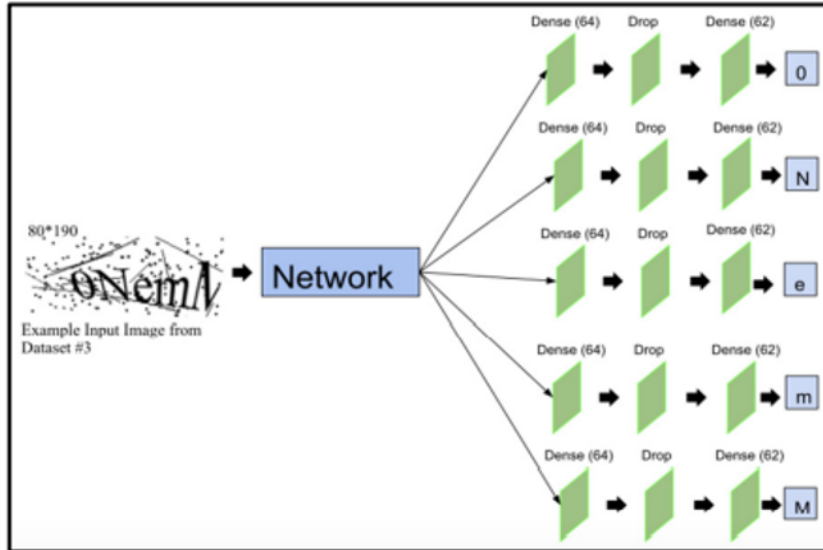 Dense (64) Drop Dense (62)
0
Dense (64) Drop Dense (62)
N
80*190
Dense (64) Drop Dense (62)
oNemM
Network
e
Example Input Image from
Dataset #3
Dense (64) Drop Dense (62)
m
Dense (64) Drop Dense (62)
M